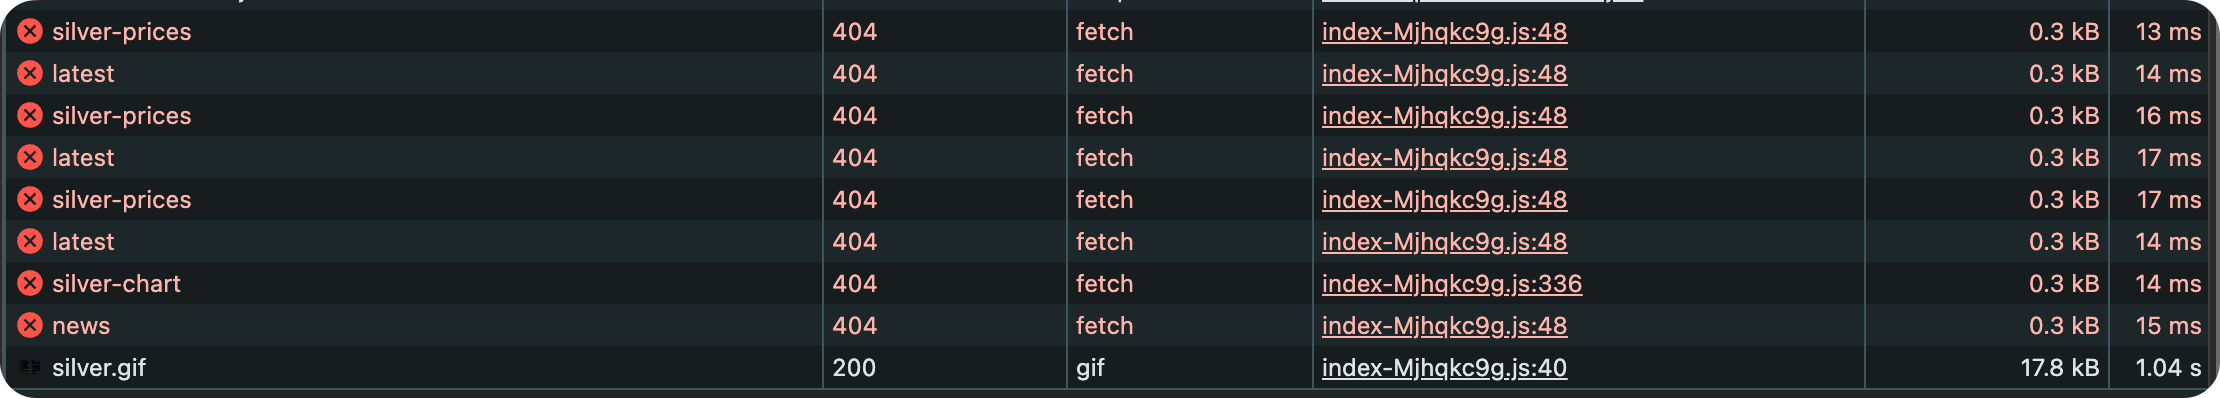 silver-prices 404 fetch index-Mjhqkc9g.js:48 0.3 kB 13 ms
latest 404 fetch index-Mjhqkc9g.js:48 0.3 kB 14 ms
silver-prices 404 fetch index-Mjhqkc9g.js:48 0.3 kB 16 ms
latest 404 fetch index-Mjhqkc9g.js:48 0.3 kB 17 ms
silver-prices 404 fetch index-Mjhqkc9g.js:48 0.3 kB 17 ms
latest 404 fetch index-Mjhqkc9g.js:48 0.3 kB 14 ms
silver-chart 404 fetch index-Mjhqkc9g.js:336 0.3 kB 14 ms
news 404 fetch index-Mjhqkc9g.js:48 0.3 kB 15 ms
silver.gif 200 gif index-Mjhqkc9g.js:40 17.8 kB 1.04 s